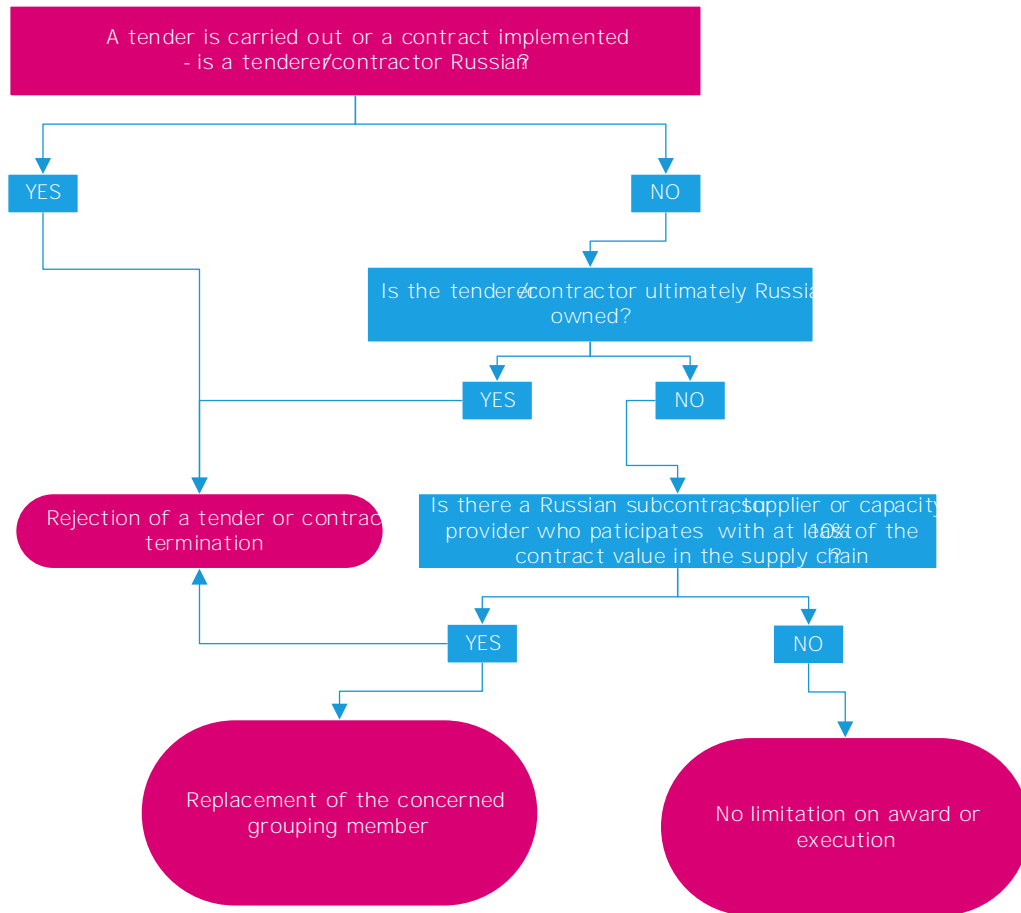 A tender is carried out or a contract implemented
- is a tenderer/contractor Russian?
YES
NO
Is the tenderer/contractor ultimately Russia
owned?
YES
NO
Rejection of a tender or contrac
termination
Is there a Russian subcontractor, supplier or capacity
provider who paticipates with at least 10% of the
contract value in the supply chain?
YES
NO
Replacement of the concerned
grouping member
No limitation on award or
execution